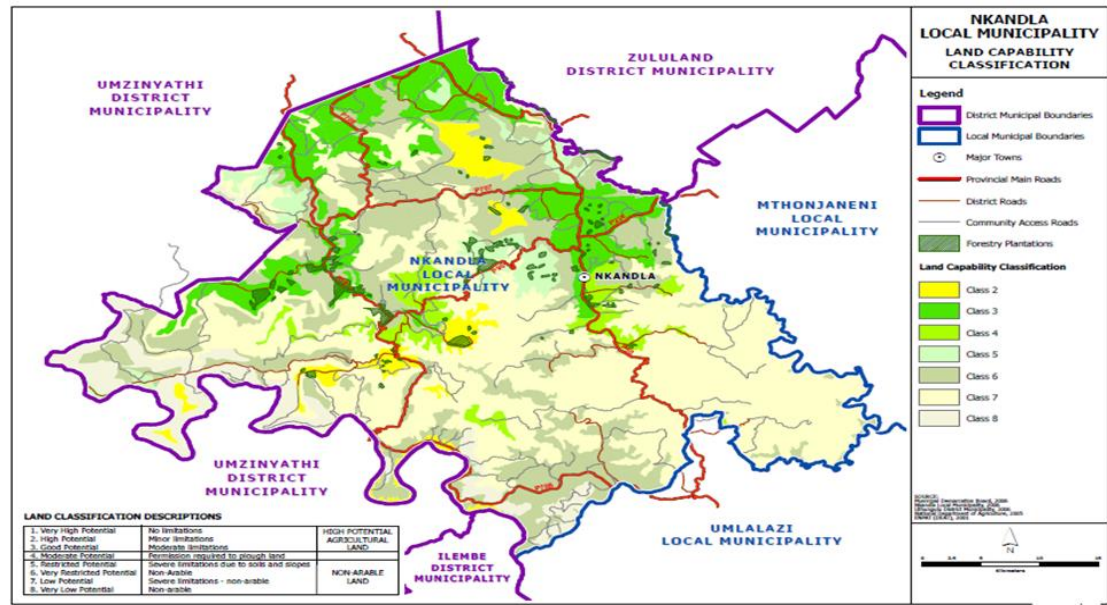 NKANDLA
LOCAL MUNICIPALITY
LAND CAPABILITY
CLASSIFICATION
Legend
District Municipal Boundaries
Local Municipal Boundaries
Major Towns
Provincial Main Roads
District Roads
Community Access Roads
Forestry Plantations
Land Capability Classification
Class 2
Class 3
Class 4
Class 5
Class 6
Class 7
Class 8
SOURCE:
N
Kilometers
UMZINYATHI
DISTRICT
MUNICIPALITY
ZULULAND
DISTRICT MUNICIPALITY
MTHONJANENI
LOCAL
MUNICIPALITY
NKANDLA
LOCAL
MUNICIPALITY
NKANDLA
UMZINYATHI
DISTRICT
MUNICIPALITY
UMLALAZI
LOCAL MUNICIPALITY
ILEMBE
DISTRICT
MUNICIPALITY
LAND CLASSIFICATION DESCRIPTIONS
1. Very High Potential No limitations
2. High Potential Minor limitations
3. Good Potential Moderate limitations
HIGH POTENTIAL
AGRICULTURAL
LAND
4. Moderate Potential Permission required to plough land
5. Restricted Potential Severe limitations due to soils and slopes
6. Very Restricted Potential Non-Arable
7. Low Potential Severe limitations - non-arable
8. Very Low Potential Non-arable
NON-ARABLE
LAND